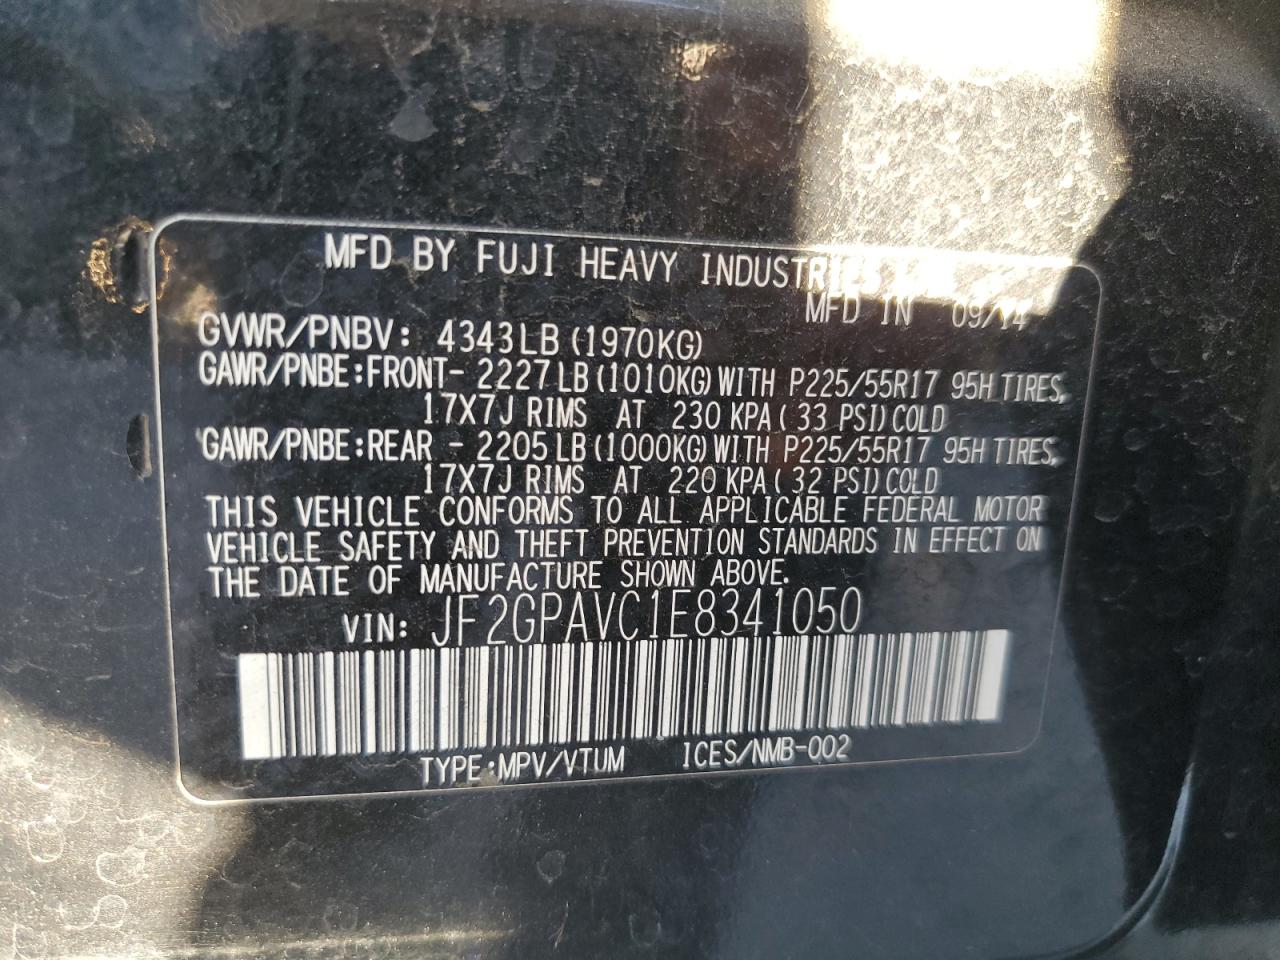 MFD BY FUJI HEAVY INDUSTRIES
MFD IN 09/14
GVWR/PNBV: 4343LB (1970KG)
GAWR/PNBE:FRONT- 2227LB (1010KG) WITH P225/55R17 95H TIRES,
17X7J RIMS AT 230 KPA ( 33 PSI) COLD
GAWR/PNBE:REAR - 2205LB (1000KG) WITH P225/55R17 95H TIRES,
17X7J RIMS AT 220 KPA ( 32 PSI) COLD
THIS VEHICLE CONFORMS TO ALL APPLICABLE FEDERAL MOTOR
VEHICLE SAFETY AND THEFT PREVENTION STANDARDS IN EFFECT ON
THE DATE OF MANUFACTURE SHOWN ABOVE.
VIN: JF2GPAVC1E8341050
TYPE:MPV/VTUM ICES/NMB-002